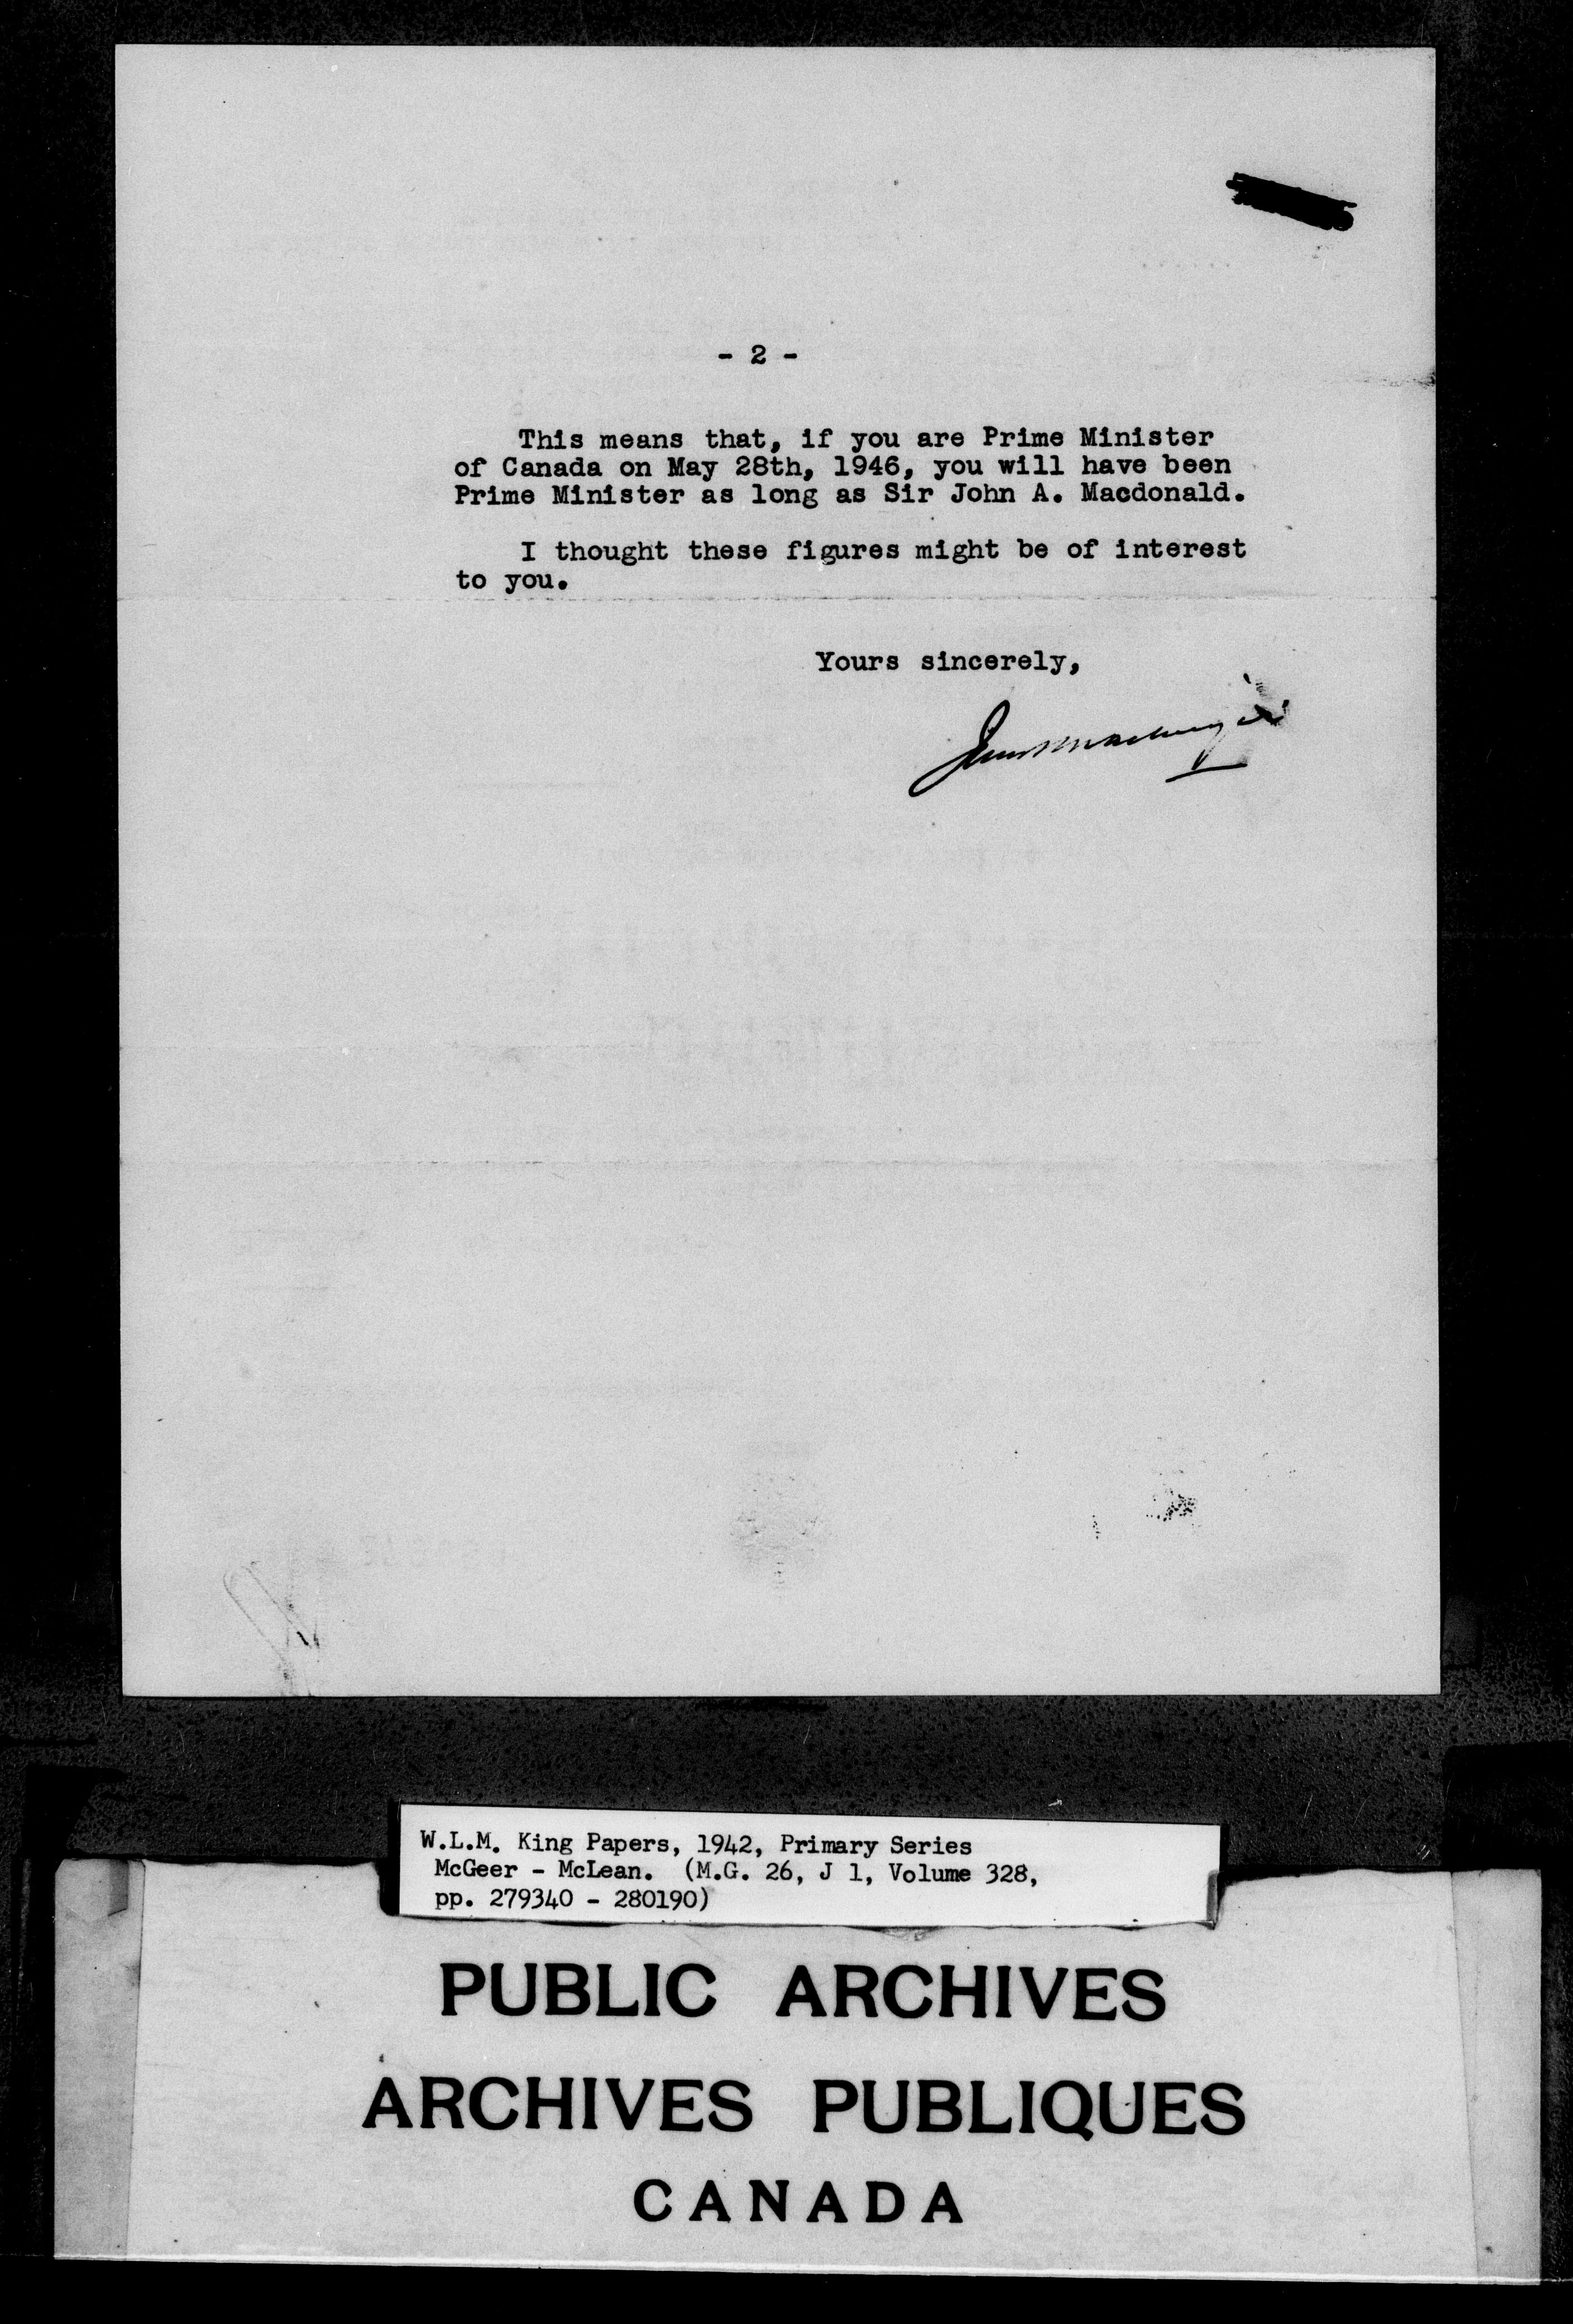 - 2 -
This means that, if you are Prime Minister
of Canada on May 28th, 1946, you will have been
Prime Minister as long as Sir John A. Macdonald.
I thought these figures might be of interest
to you.
Yours sincerely,
W.L.M. King Papers, 1942, Primary Series
McGeer - McLean. (M.G. 26, J 1, Volume 328,
pp. 279340 - 280190)
PUBLIC ARCHIVES
ARCHIVES PUBLIQUES
CANADA